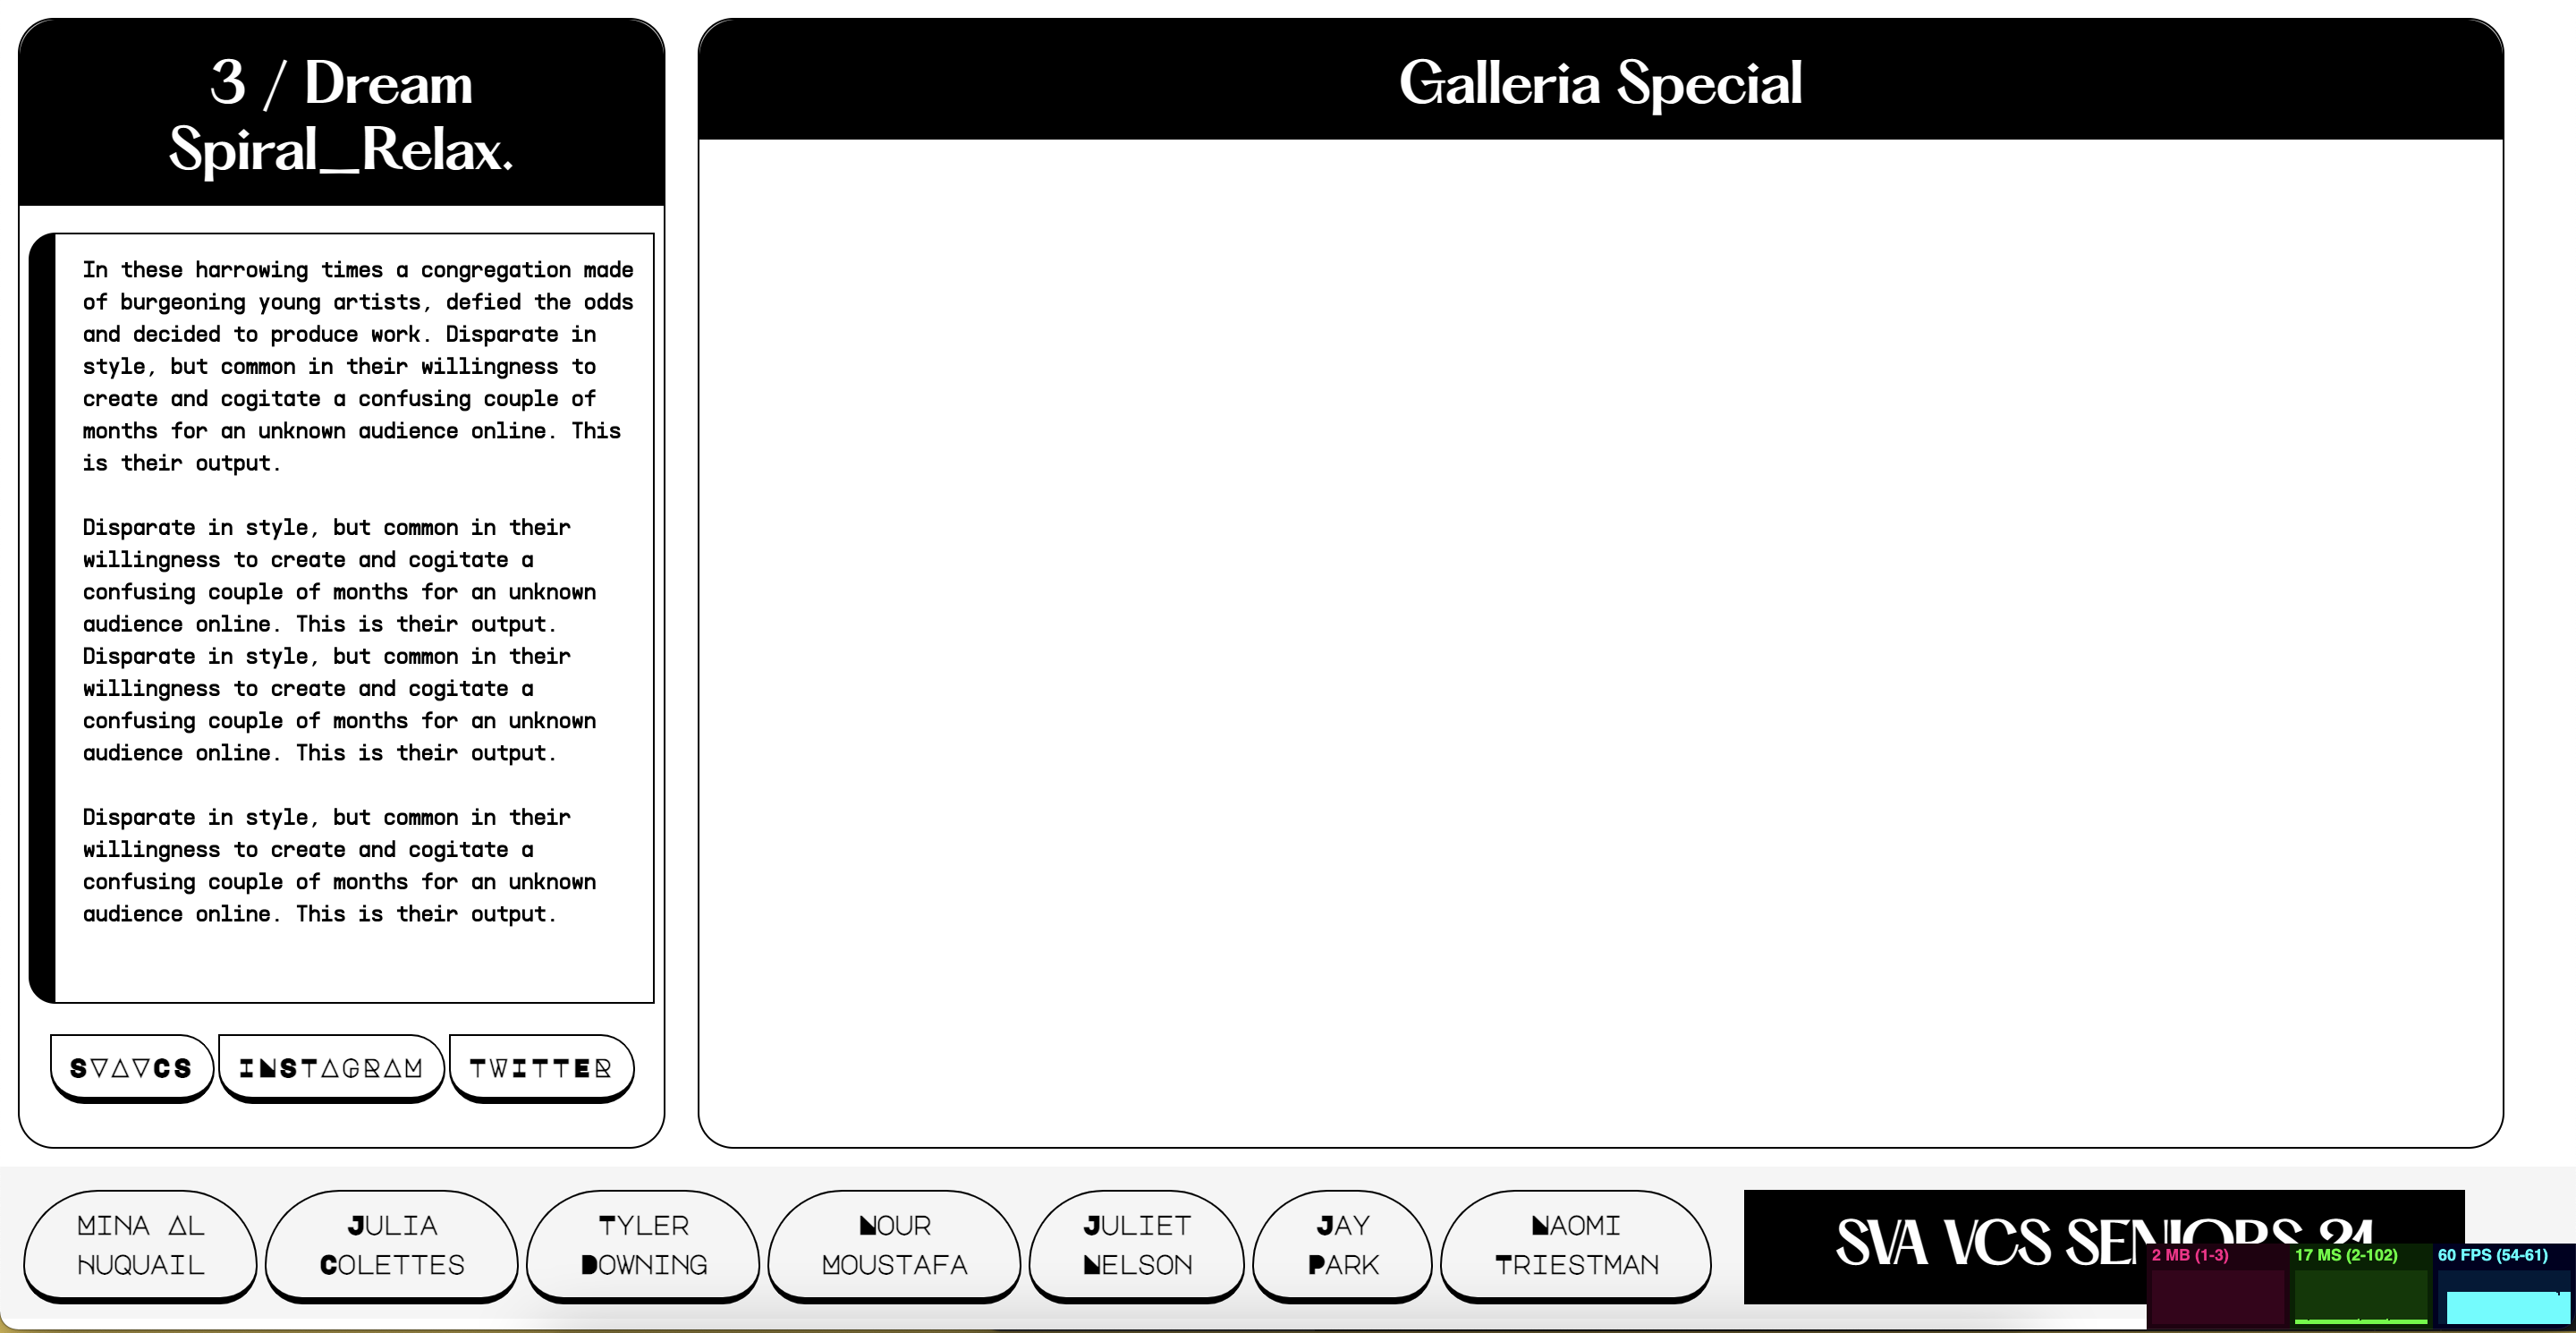 3 / Dream
Spiral_Relax.
In these harrowing times a congregation made
of burgeoning young artists, defied the odds
and decided to produce work. Disparate in
style, but common in their willingness to
create and cogitate a confusing couple of
months for an unknown audience online. This
is their output.
Disparate in style, but common in their
willingness to create and cogitate a
confusing couple of months for an unknown
audience online. This is their output.
Disparate in style, but common in their
willingness to create and cogitate a
confusing couple of months for an unknown
audience online. This is their output.
Disparate in style, but common in their
willingness to create and cogitate a
confusing couple of months for an unknown
audience online. This is their output.
SVAVCS INSTAGRAM TWITTER
Galleria Special
MINA AL
HUQUAIL
JULIA
COLETTES
TYLER
DOWNING
NOUR
MOUSTAFA
JULIET
NELSON
JAY
PARK
NAOMI
TRIESTMAN
SVA VCS SENIORS 21
2 MB (1-3)
17 MS (2-102)
60 FPS (54-61)